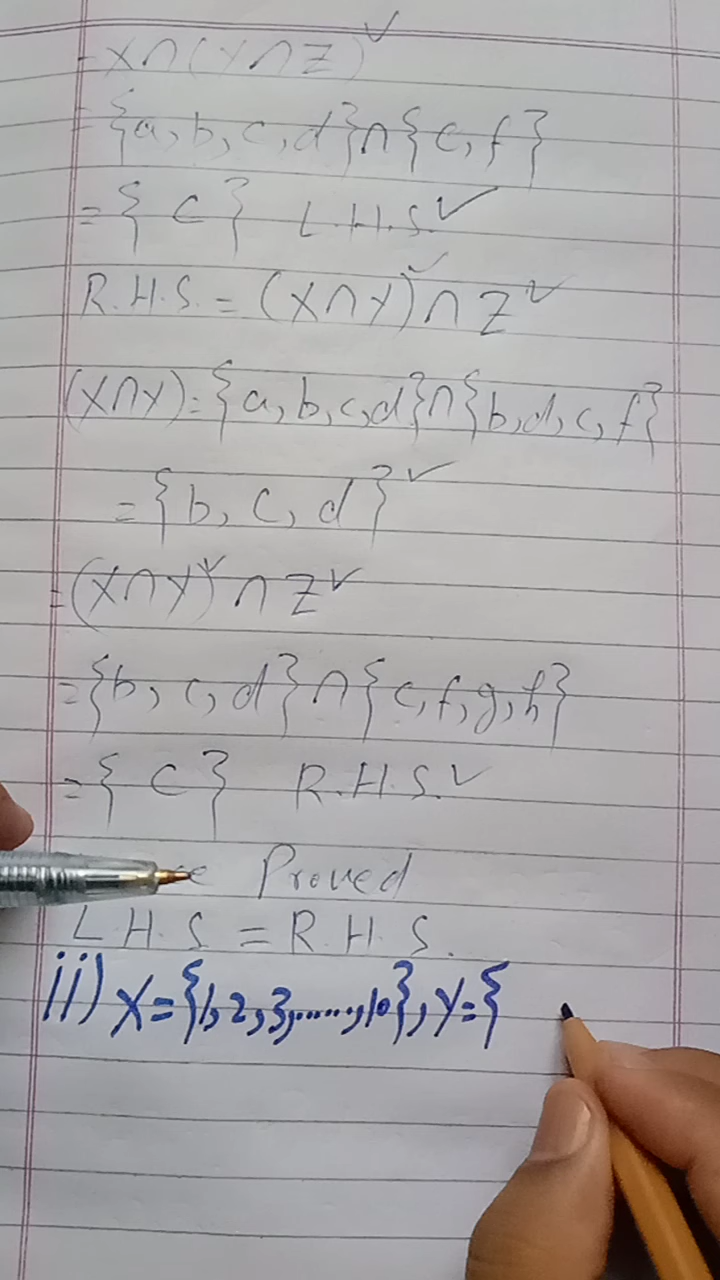 = X∩(Y∩Z)
= {a, b, c, d}∩{c, f}
= { c } L.H.S.
R.H.S. = (X∩Y)∩Z
(X∩Y) = {a, b, c, d}∩{b, d, c, f}
= {b, c, d}
= (X∩Y)∩Z
= {b, c, d}∩{c, f, g, h}
= { c } R.H.S.
Proved
L.H.S = R.H.S.
ii) X={1, 2, 3, ......, 10}, Y={